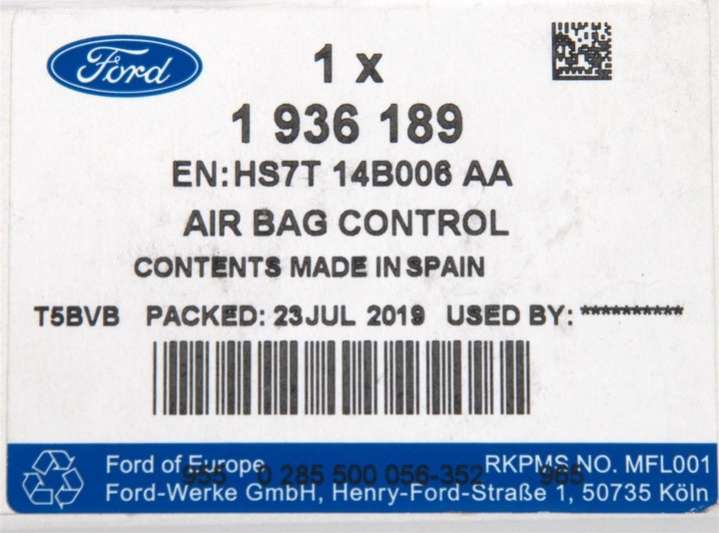 Ford
1 x
1 936 189
EN: HS7T 14B006 AA
AIR BAG CONTROL
CONTENTS MADE IN SPAIN
T5BVB PACKED: 23JUL 2019 USED BY: **********
Ford of Europe RKPMS NO. MFL001
955 0 285 500 056-352 965
Ford-Werke GmbH, Henry-Ford-Straße 1, 50735 Köln